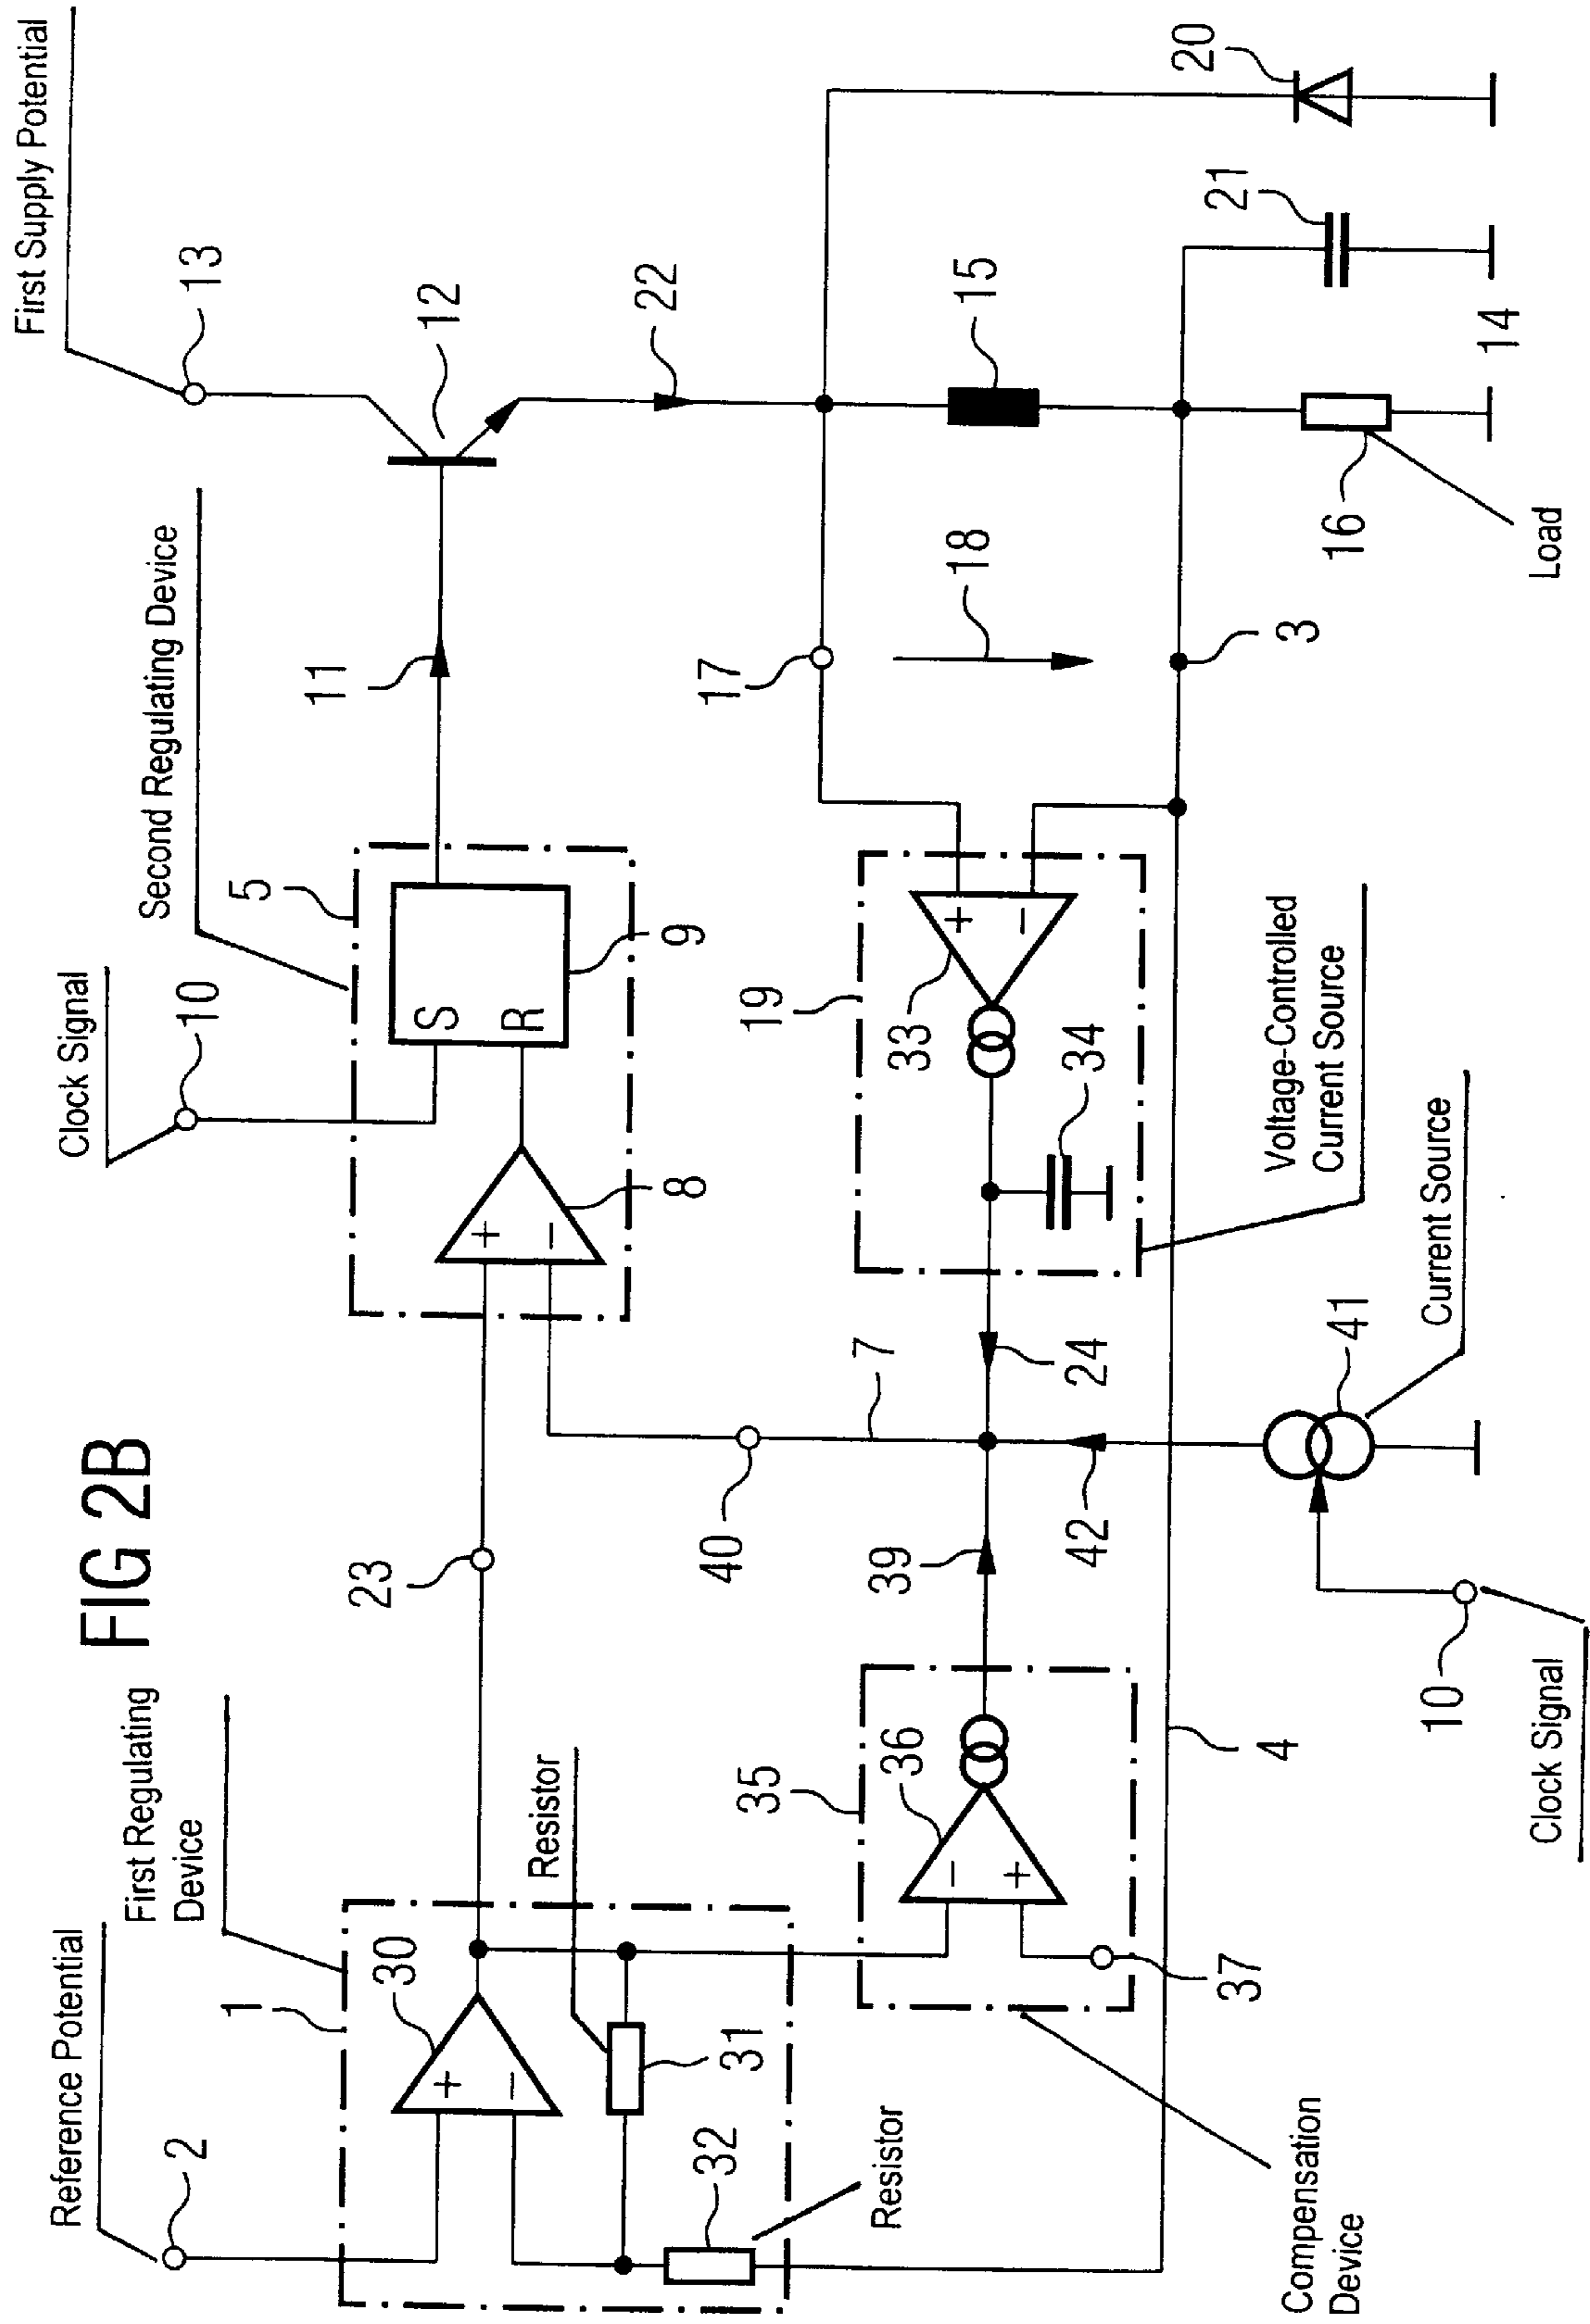 FIG 2B
Reference Potential
2
First Regulating
Device
1
30
+
−
Resistor
31
32
Resistor
23
Clock Signal
10
Second Regulating Device
5
S
R
9
+
−
8
11
First Supply Potential
13
12
22
17
18
15
20
21
14
16
Load
3
19
+
−
33
34
Voltage-Controlled
Current Source
24
7
40
39
42
41
Current Source
10
Clock Signal
4
35
36
−
+
37
Compensation
Device